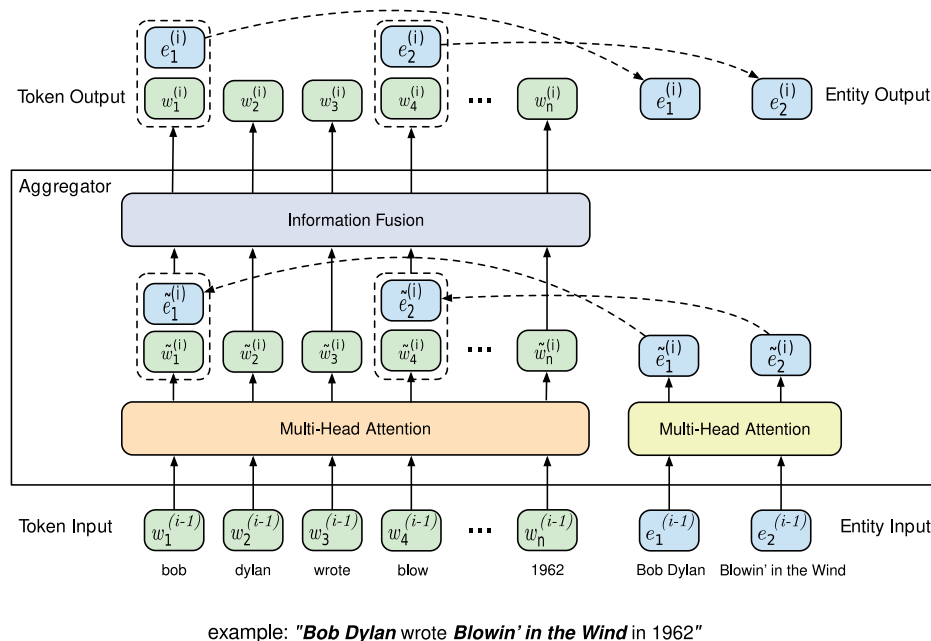 e₁⁽ⁱ⁾ e₂⁽ⁱ⁾
Token Output w₁⁽ⁱ⁾ w₂⁽ⁱ⁾ w₃⁽ⁱ⁾ w₄⁽ⁱ⁾ ... wₙ⁽ⁱ⁾ e₁⁽ⁱ⁾ e₂⁽ⁱ⁾ Entity Output
Aggregator
Information Fusion
ẽ₁⁽ⁱ⁾ ẽ₂⁽ⁱ⁾
w̃₁⁽ⁱ⁾ w̃₂⁽ⁱ⁾ w̃₃⁽ⁱ⁾ w̃₄⁽ⁱ⁾ ... w̃ₙ⁽ⁱ⁾ ẽ₁⁽ⁱ⁾ ẽ₂⁽ⁱ⁾
Multi-Head Attention Multi-Head Attention
Token Input w₁⁽ⁱ⁻¹⁾ w₂⁽ⁱ⁻¹⁾ w₃⁽ⁱ⁻¹⁾ w₄⁽ⁱ⁻¹⁾ ... wₙ⁽ⁱ⁻¹⁾ e₁⁽ⁱ⁻¹⁾ e₂⁽ⁱ⁻¹⁾ Entity Input
bob dylan wrote blow 1962 Bob Dylan Blowin' in the Wind
example: "Bob Dylan wrote Blowin' in the Wind in 1962"